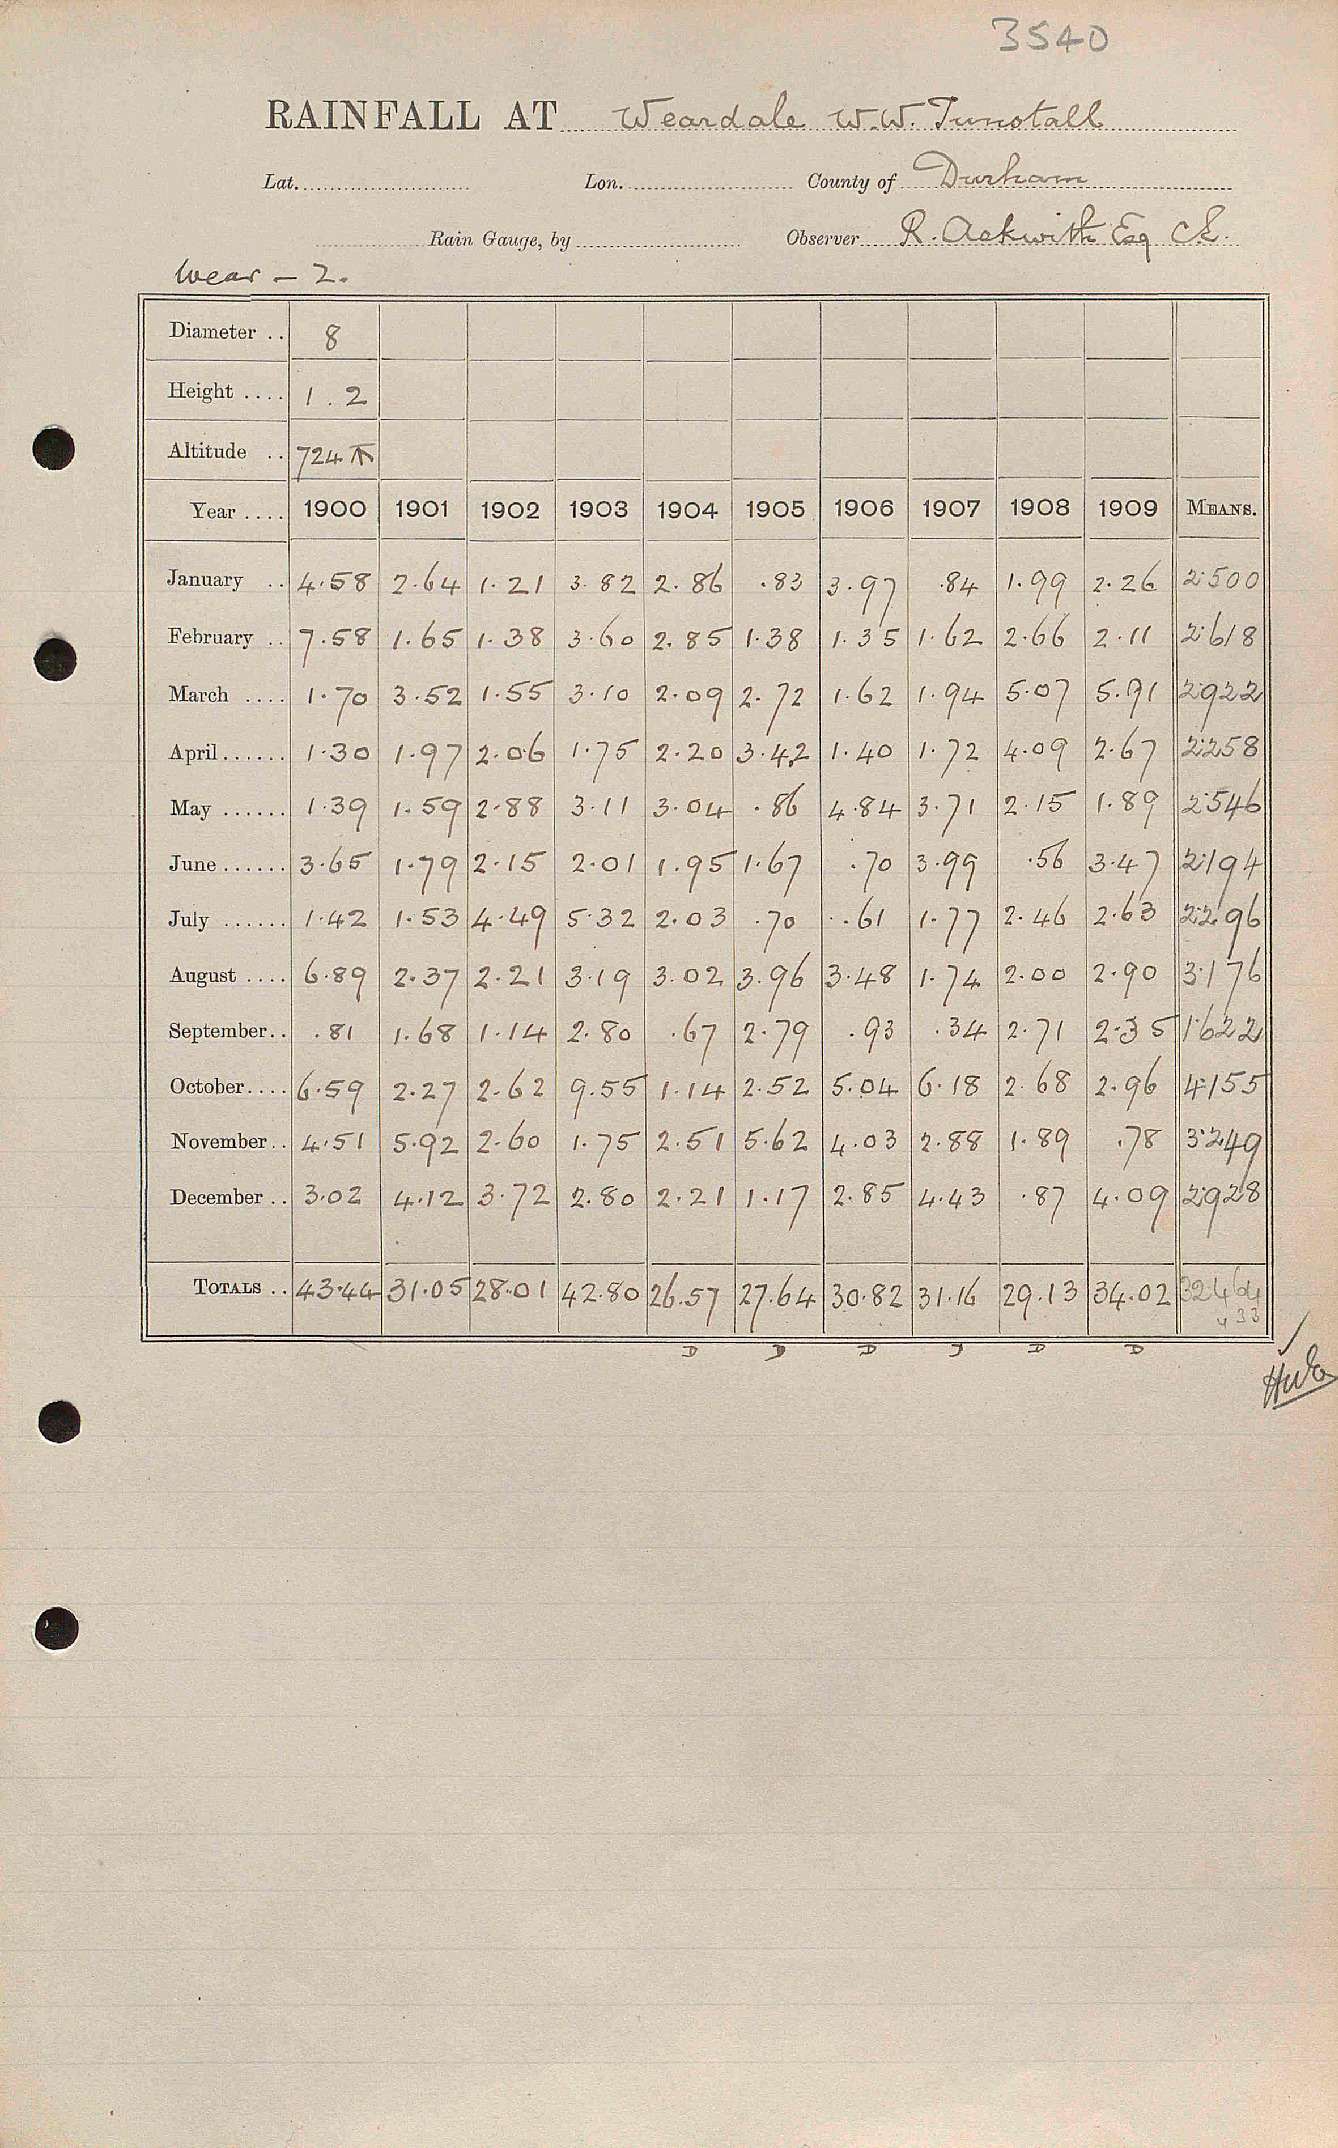 3540
RAINFALL AT Weardale W.W. Tunstall
Lat. Lon. County of Durham
Rain Gauge, by Observer R. Askwith Esq C.E.
Wear - 2.
Diameter .. 8
Height .... 1.2
Altitude .. 724
Year .... 1900 1901 1902 1903 1904 1905 1906 1907 1908 1909 MEANS.
January .. 4.58 2.64 1.21 3.82 2.86 .83 3.97 .84 1.99 2.26 2.500
February .. 7.58 1.65 1.38 3.60 2.85 1.38 1.35 1.62 2.66 2.11 2.618
March .... 1.70 3.52 1.55 3.10 2.09 2.72 1.62 1.94 5.07 5.91 2.922
April ...... 1.30 1.97 2.06 1.75 2.20 3.42 1.40 1.72 4.09 2.67 2.258
May ...... 1.39 1.59 2.88 3.11 3.04 .86 4.84 3.71 2.15 1.89 2.546
June ...... 3.65 1.79 2.15 2.01 1.95 1.67 .70 3.99 .56 3.47 2.194
July ...... 1.42 1.53 4.49 5.32 2.03 .70 .61 1.77 2.46 2.63 2.296
August .... 6.89 2.37 2.21 3.19 3.02 3.96 3.48 1.74 2.00 2.90 3.176
September .. .81 1.68 1.14 2.80 .67 2.79 .93 .34 2.71 2.35 1.622
October .... 6.59 2.27 2.62 9.55 1.14 2.52 5.04 6.18 2.68 2.96 4.155
November .. 4.51 5.92 2.60 1.75 2.51 5.62 4.03 2.88 1.89 .78 3.249
December .. 3.02 4.12 3.72 2.80 2.21 1.17 2.85 4.43 .87 4.09 2.928
TOTALS .. 43.44 31.05 28.01 42.80 26.57 27.64 30.82 31.16 29.13 34.02 32.464
D D D D D D